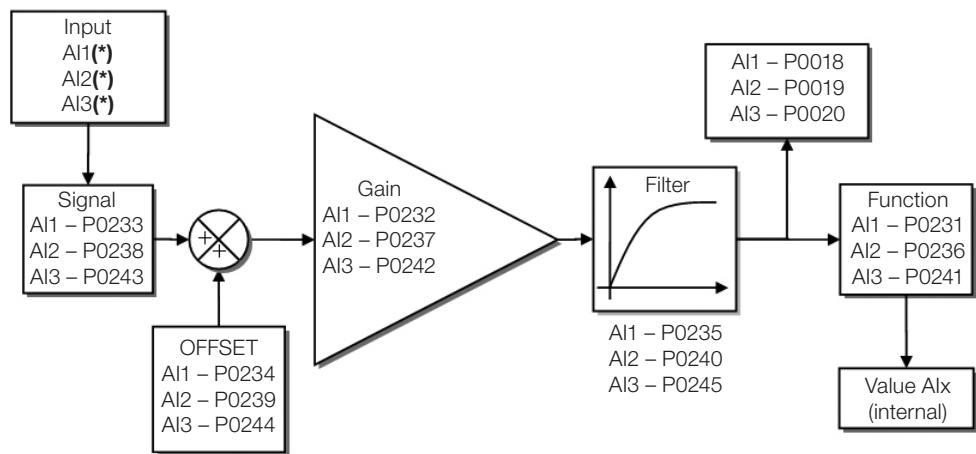 Input
AI1(*)
AI2(*)
AI3(*)
Signal
AI1 – P0233
AI2 – P0238
AI3 – P0243
+
+
OFFSET
AI1 – P0234
AI2 – P0239
AI3 – P0244
Gain
AI1 – P0232
AI2 – P0237
AI3 – P0242
Filter
AI1 – P0235
AI2 – P0240
AI3 – P0245
AI1 – P0018
AI2 – P0019
AI3 – P0020
Function
AI1 – P0231
AI2 – P0236
AI3 – P0241
Value AIx
(internal)